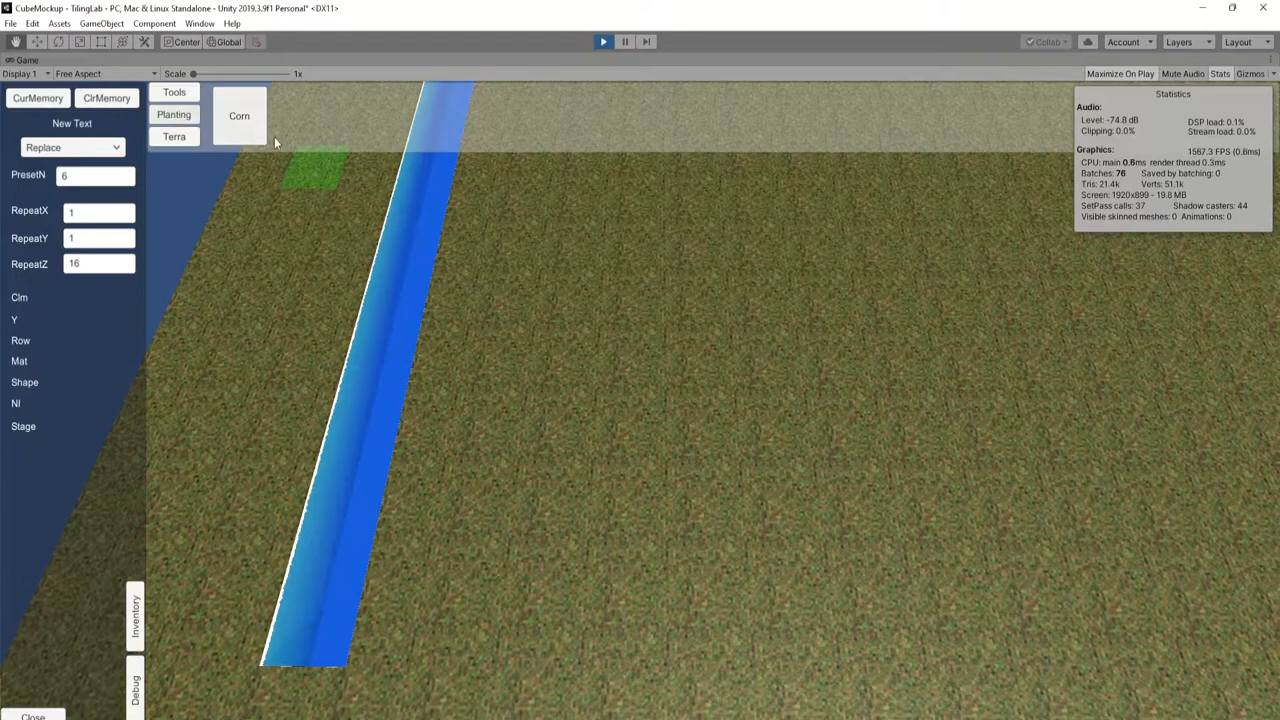 CubeMockup - TilingLab - PC, Mac & Linux Standalone - Unity 2019.3.9f1 Personal* <DX11>
File Edit Assets GameObject Component Window Help
Center Global Collab Account Layers Layout
Game
Display 1 Free Aspect Scale 1x Maximize On Play Mute Audio Stats Gizmos
CurMemory ClrMemory
New Text
Replace
PresetN 6
RepeatX 1
RepeatY 1
RepeatZ 16
Clm
Y
Row
Mat
Shape
NI
Stage
Inventory
Debug
Close
Tools
Planting
Terra
Corn
Statistics
Audio:
Level: -74.8 dB DSP load: 0.1%
Clipping: 0.0% Stream load: 0.0%
Graphics: 1567.3 FPS (0.6ms)
CPU: main 0.6ms render thread 0.3ms
Batches: 76 Saved by batching: 0
Tris: 21.4k Verts: 51.1k
Screen: 1920x899 - 19.8 MB
SetPass calls: 37 Shadow casters: 44
Visible skinned meshes: 0 Animations: 0